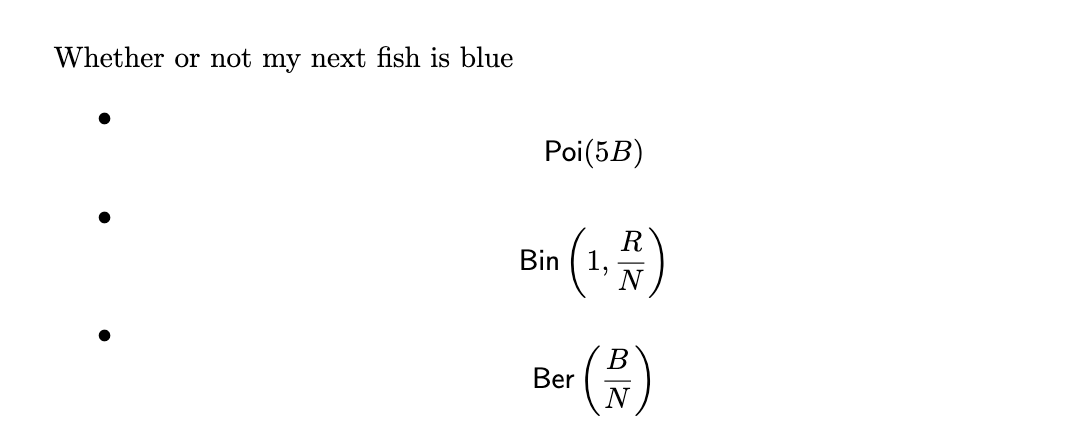 Whether or not my next fish is blue
• Poi(5B)
• Bin(1, R/N)
• Ber(B/N)